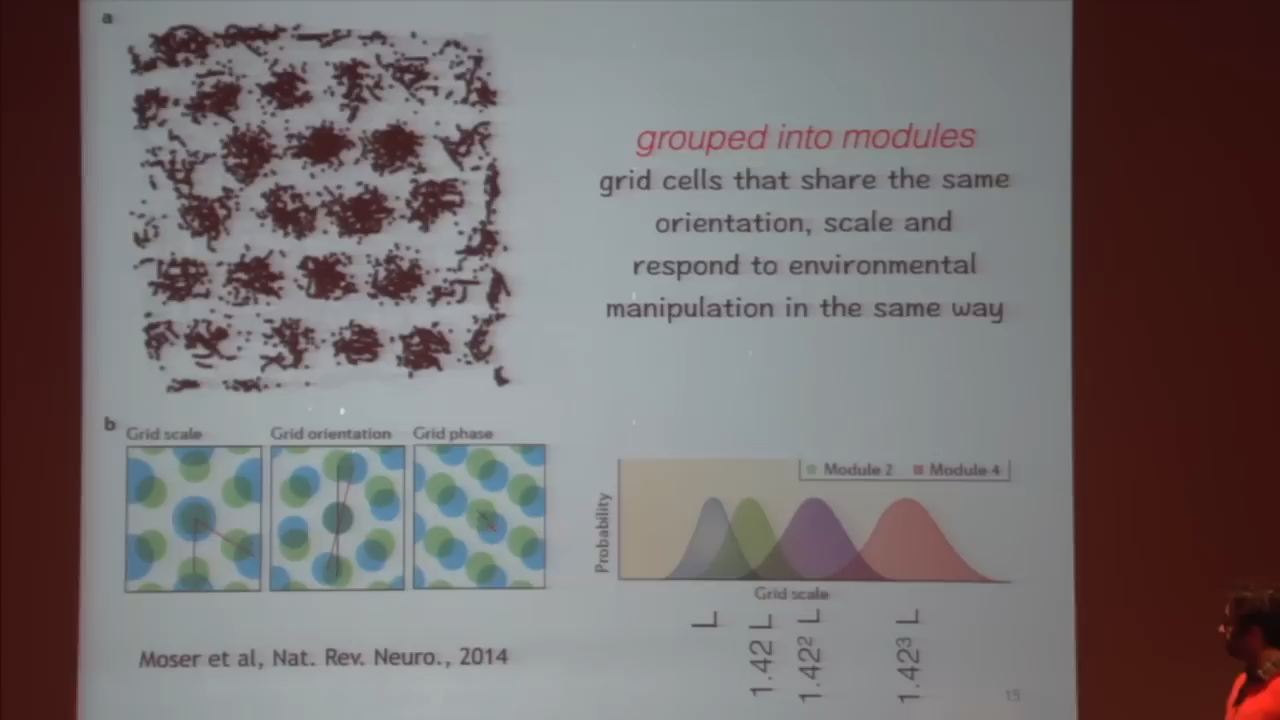 a
grouped into modules
grid cells that share the same
orientation, scale and
respond to environmental
manipulation in the same way
b
Grid scale
Grid orientation
Grid phase
Module 2
Module 4
Probability
Grid scale
L
1.42 L
1.42² L
1.42³ L
Moser et al, Nat. Rev. Neuro., 2014
15